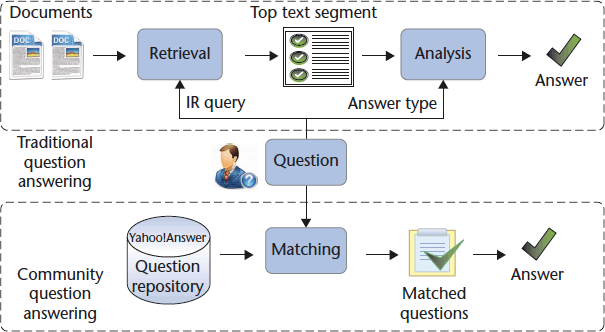 Documents
Top text segment
DOC
DOC
Retrieval
Analysis
Answer
IR query
Answer type
Traditional
question
answering
Question
Yahoo!Answer
Question
repository
Matching
Community
question
answering
Matched
questions
Answer